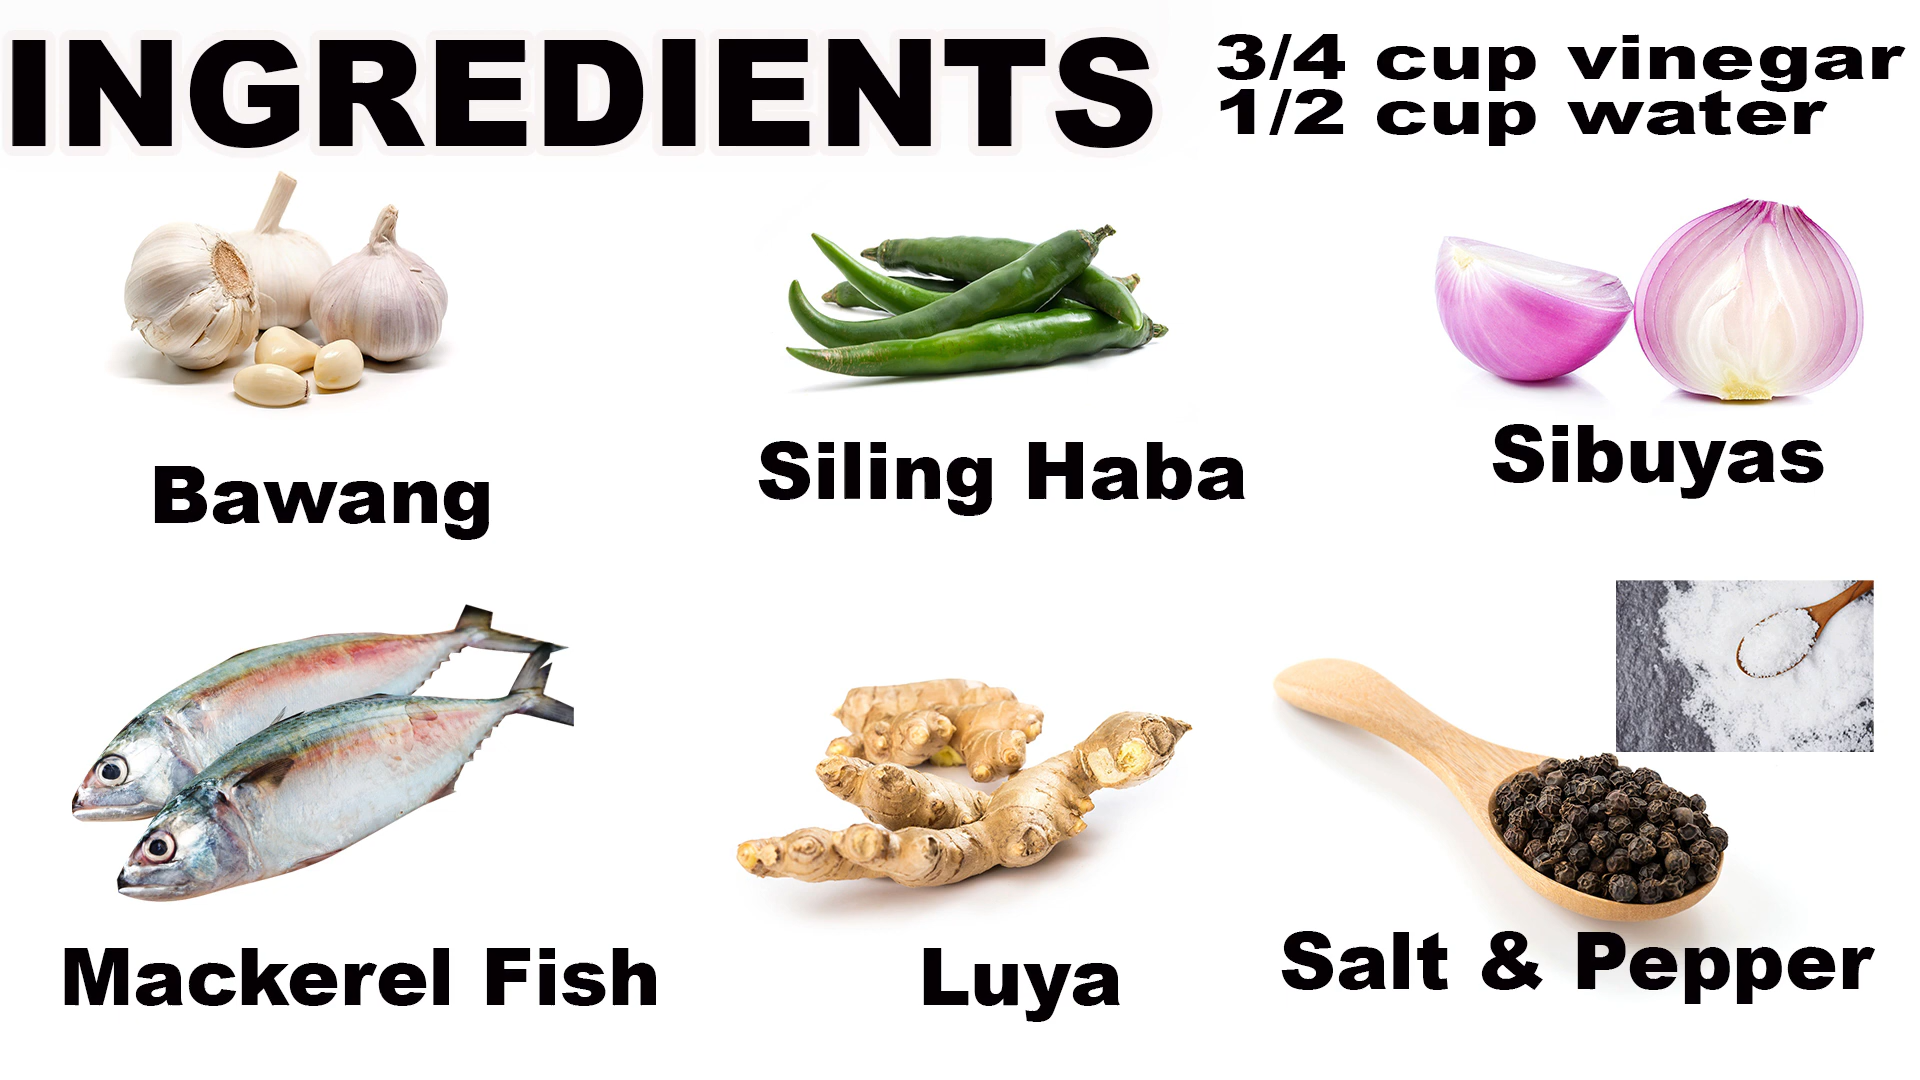 INGREDIENTS
3/4 cup vinegar
1/2 cup water
Bawang
Siling Haba
Sibuyas
Mackerel Fish
Luya
Salt & Pepper